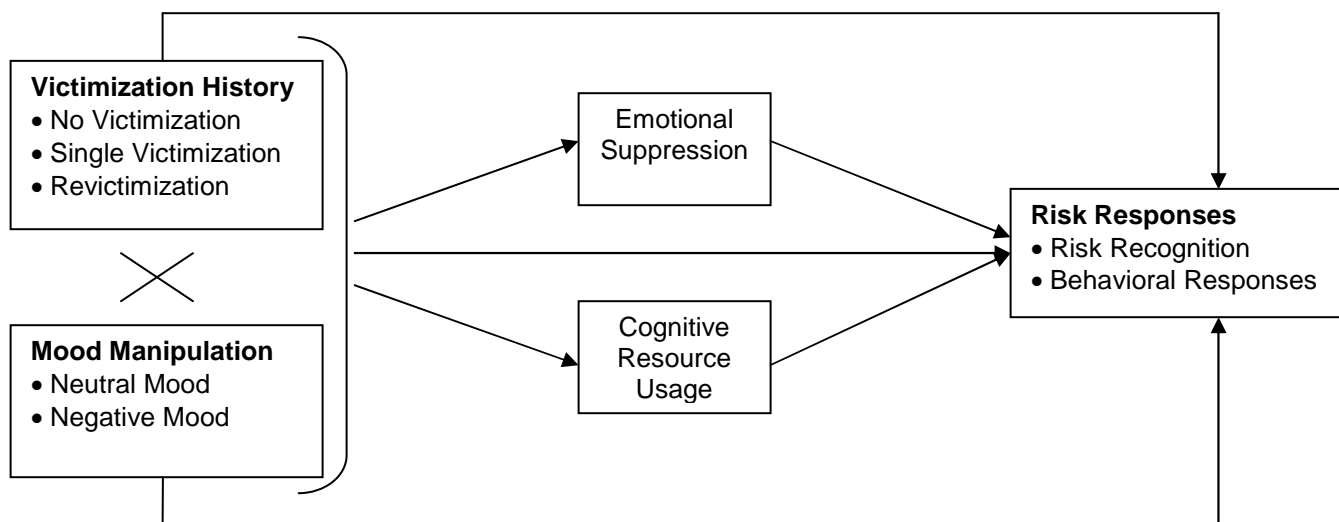 Victimization History
• No Victimization
• Single Victimization
• Revictimization
Mood Manipulation
• Neutral Mood
• Negative Mood
Emotional
Suppression
Cognitive
Resource
Usage
Risk Responses
• Risk Recognition
• Behavioral Responses